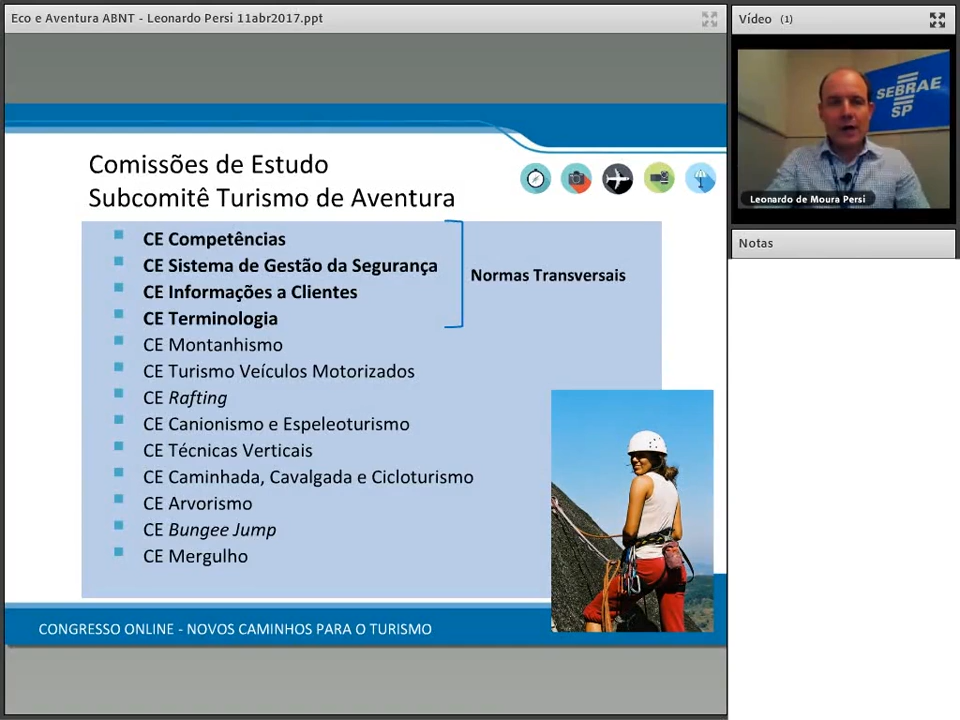 Eco e Aventura ABNT - Leonardo Persi 11abr2017.ppt
Vídeo (1)
SEBRAE
SP
Leonardo de Moura Persi
Notas
Comissões de Estudo
Subcomitê Turismo de Aventura
CE Competências
CE Sistema de Gestão da Segurança
CE Informações a Clientes
CE Terminologia
Normas Transversais
CE Montanhismo
CE Turismo Veículos Motorizados
CE Rafting
CE Canionismo e Espeleoturismo
CE Técnicas Verticais
CE Caminhada, Cavalgada e Cicloturismo
CE Arvorismo
CE Bungee Jump
CE Mergulho
CONGRESSO ONLINE - NOVOS CAMINHOS PARA O TURISMO